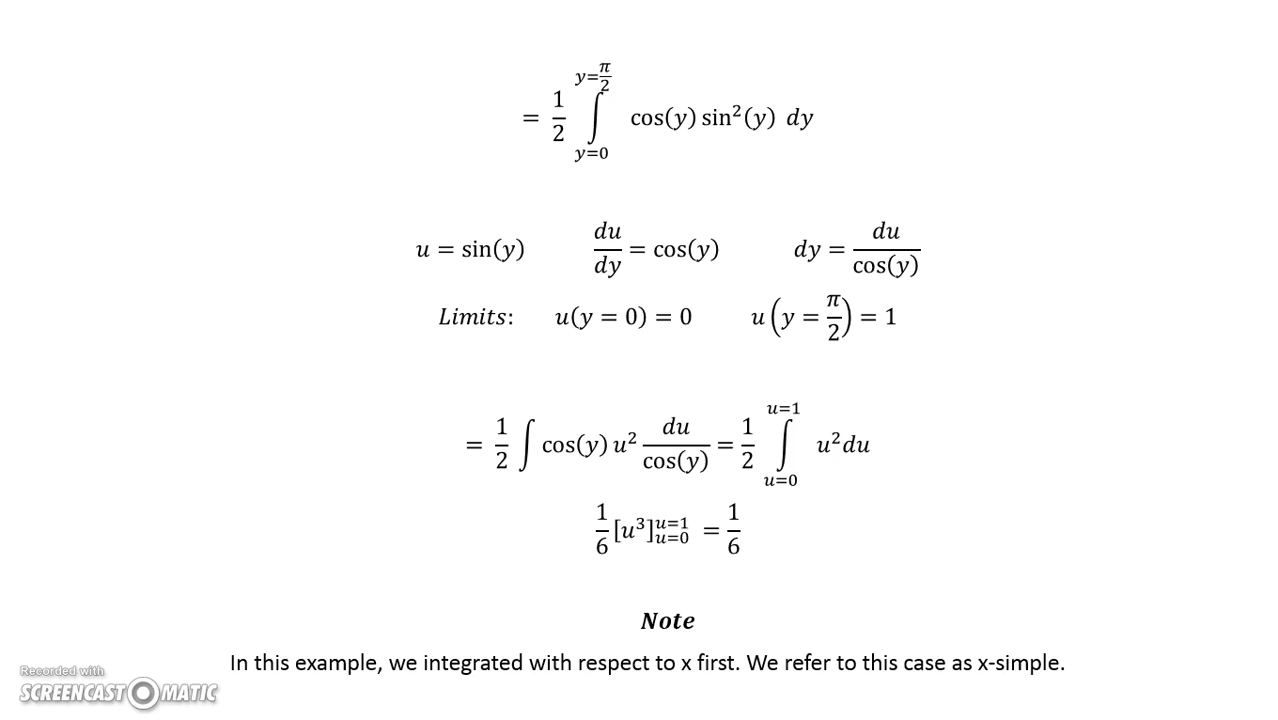 = 1/2 ∫_{y=0}^{y=π/2} cos(y) sin²(y) dy
u = sin(y)   du/dy = cos(y)   dy = du/cos(y)
Limits:   u(y = 0) = 0   u(y = π/2) = 1
= 1/2 ∫ cos(y) u² du/cos(y) = 1/2 ∫_{u=0}^{u=1} u² du
1/6 [u³]_{u=0}^{u=1} = 1/6
Note
In this example, we integrated with respect to x first. We refer to this case as x-simple.
Recorded with
SCREENCAST MATIC